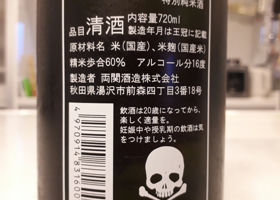 特別純米酒
品目 清酒 内容量720ml
製造年月は王冠に記載
原材料名 米(国産)、米麹(国産米)
精米歩合60% アルコール分16度
製造者 両関酒造株式会社
秋田県湯沢市前森四丁目3番18号
飲酒は20歳になってから、
楽しく適量を。
妊娠中や授乳期の飲酒は気
をつけましょう。
4970914831600